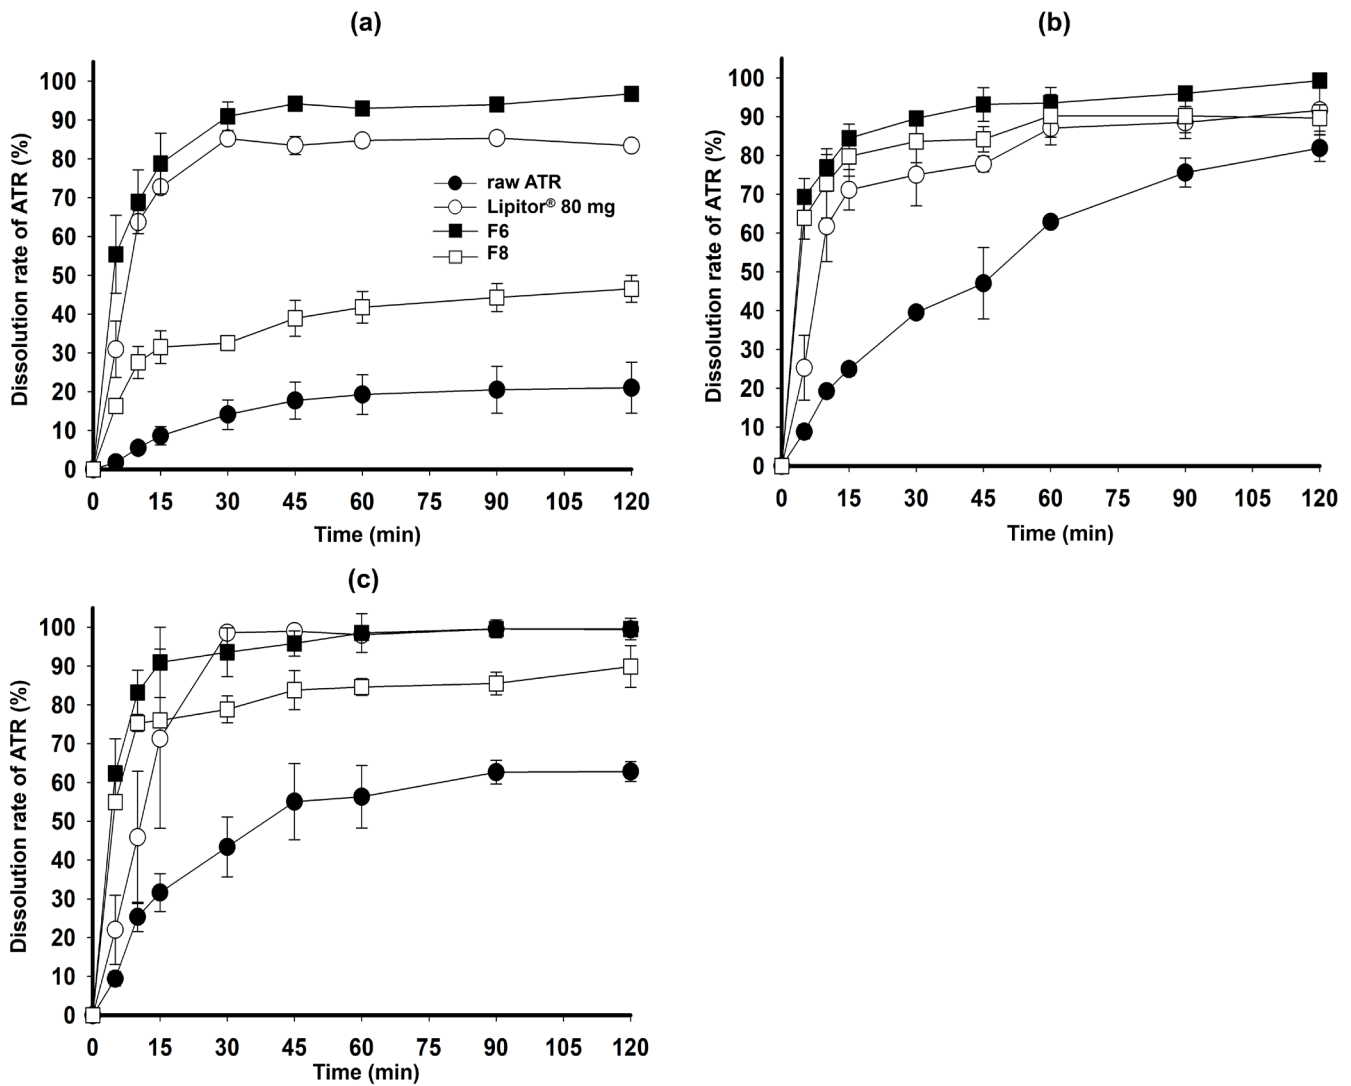 (a)
Dissolution rate of ATR (%)
100
90
80
70
60
50
40
30
20
10
0
0 15 30 45 60 75 90 105 120
Time (min)
raw ATR
Lipitor® 80 mg
F6
F8
(b)
Dissolution rate of ATR (%)
100
90
80
70
60
50
40
30
20
10
0
0 15 30 45 60 75 90 105 120
Time (min)
(c)
Dissolution rate of ATR (%)
100
90
80
70
60
50
40
30
20
10
0
0 15 30 45 60 75 90 105 120
Time (min)